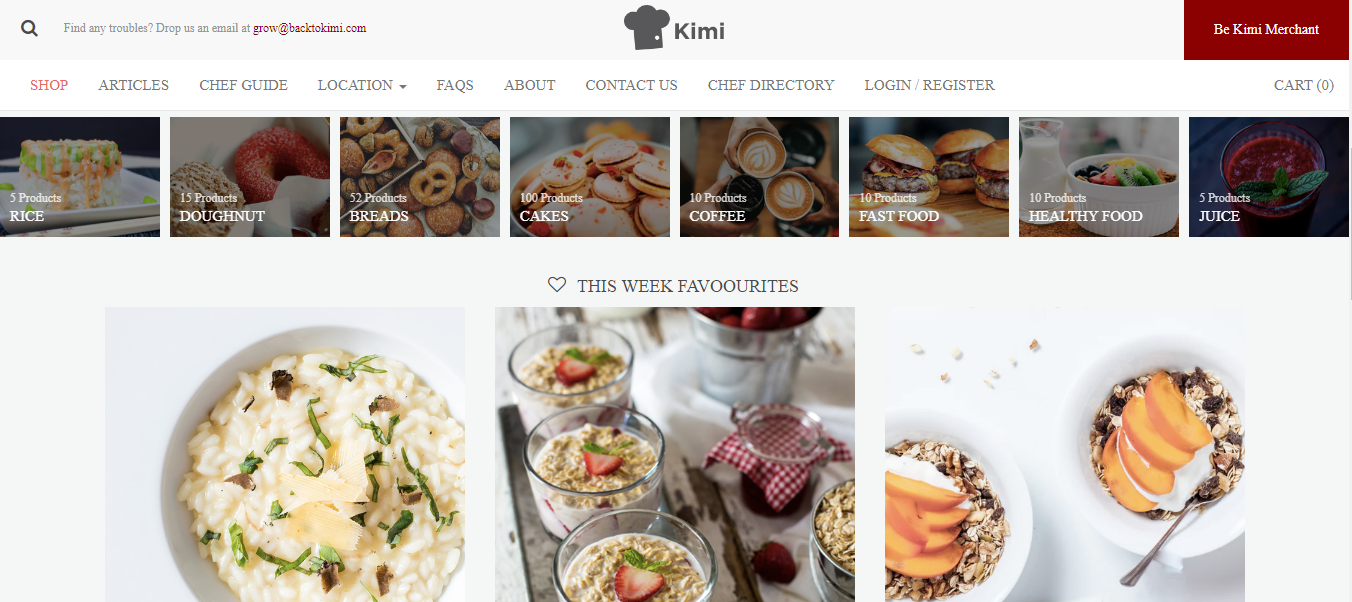 Find any troubles? Drop us an email at grow@backtokimi.com
Kimi
Be Kimi Merchant
SHOP ARTICLES CHEF GUIDE LOCATION FAQS ABOUT CONTACT US CHEF DIRECTORY LOGIN / REGISTER CART (0)
5 Products
RICE
15 Products
DOUGHNUT
52 Products
BREADS
100 Products
CAKES
10 Products
COFFEE
10 Products
FAST FOOD
10 Products
HEALTHY FOOD
5 Products
JUICE
THIS WEEK FAVOOURITES